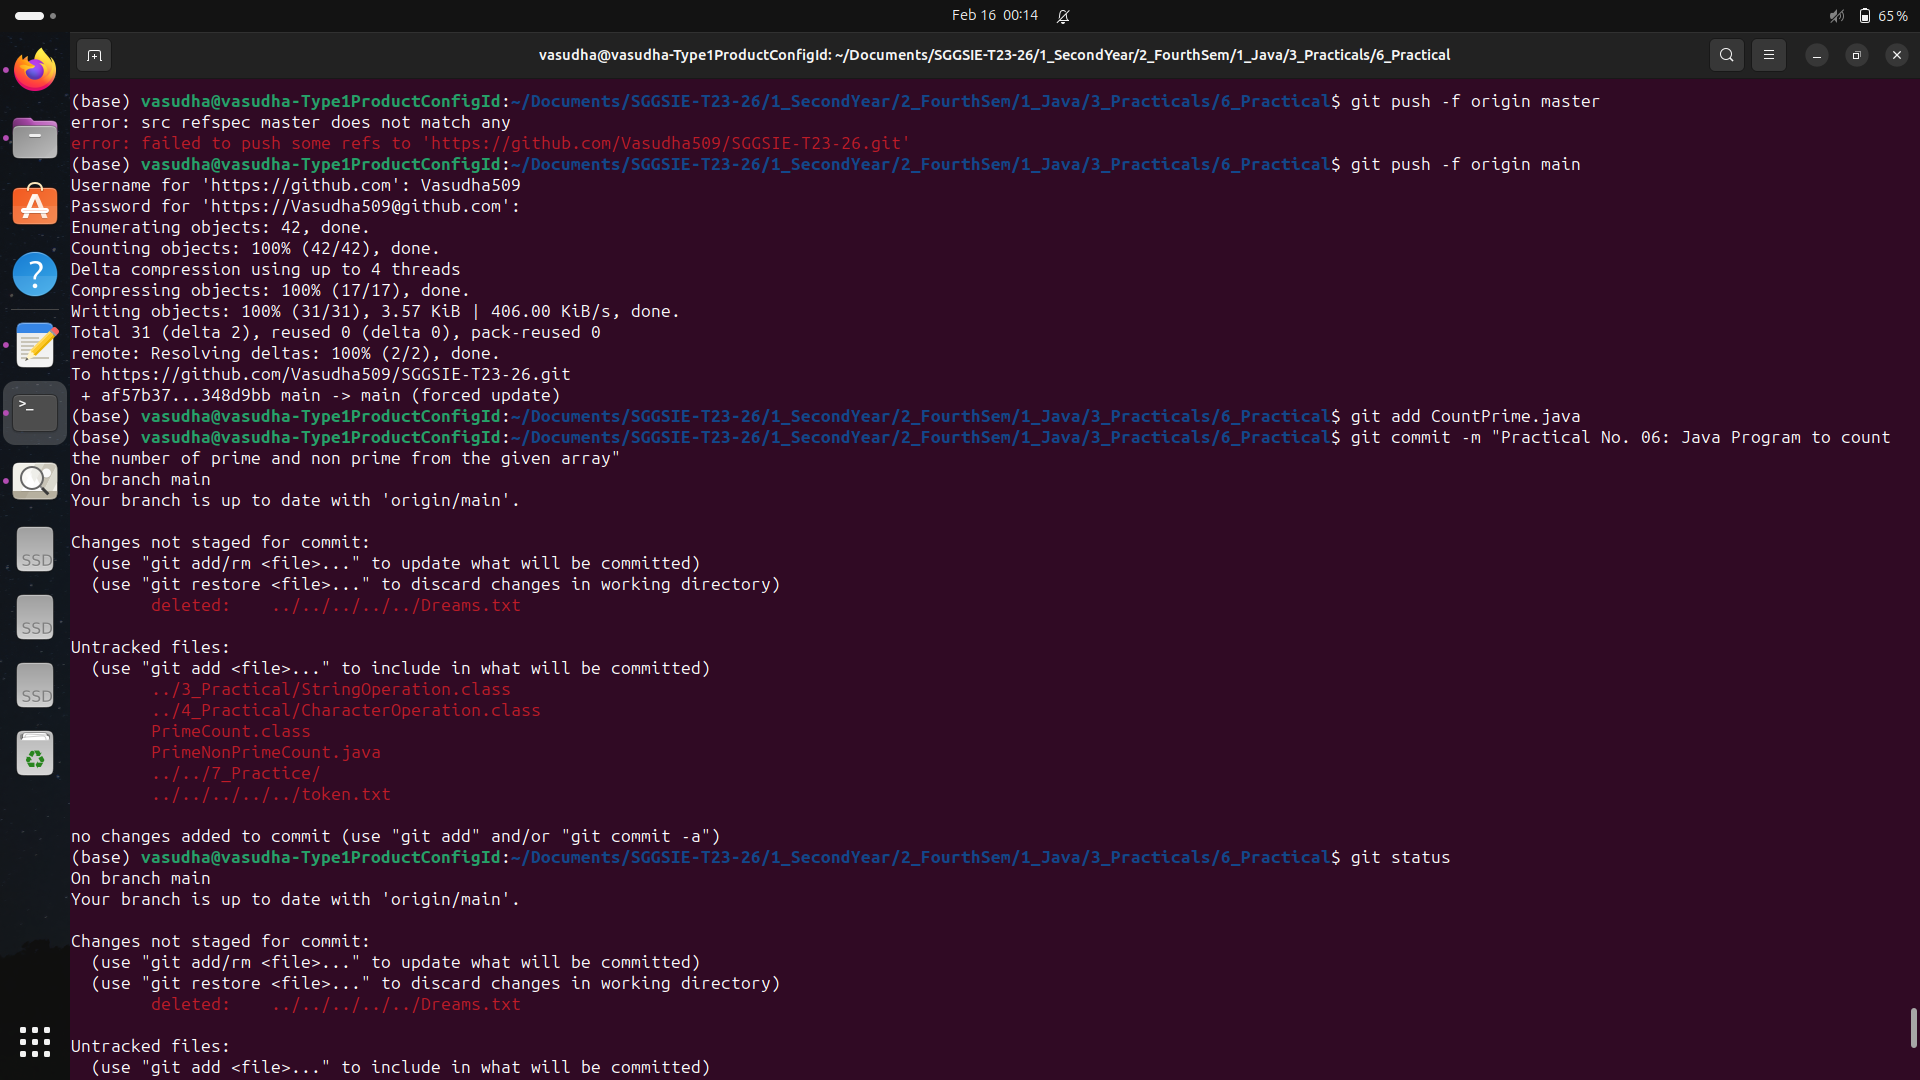 Feb 16 00:14
65 %
vasudha@vasudha-Type1ProductConfigId: ~/Documents/SGGSIE-T23-26/1_SecondYear/2_FourthSem/1_Java/3_Practicals/6_Practical
(base) vasudha@vasudha-Type1ProductConfigId:~/Documents/SGGSIE-T23-26/1_SecondYear/2_FourthSem/1_Java/3_Practicals/6_Practical$ git push -f origin master
error: src refspec master does not match any
error: failed to push some refs to 'https://github.com/Vasudha509/SGGSIE-T23-26.git'
(base) vasudha@vasudha-Type1ProductConfigId:~/Documents/SGGSIE-T23-26/1_SecondYear/2_FourthSem/1_Java/3_Practicals/6_Practical$ git push -f origin main
Username for 'https://github.com': Vasudha509
Password for 'https://Vasudha509@github.com':
Enumerating objects: 42, done.
Counting objects: 100% (42/42), done.
Delta compression using up to 4 threads
Compressing objects: 100% (17/17), done.
Writing objects: 100% (31/31), 3.57 KiB | 406.00 KiB/s, done.
Total 31 (delta 2), reused 0 (delta 0), pack-reused 0
remote: Resolving deltas: 100% (2/2), done.
To https://github.com/Vasudha509/SGGSIE-T23-26.git
 + af57b37...348d9bb main -> main (forced update)
(base) vasudha@vasudha-Type1ProductConfigId:~/Documents/SGGSIE-T23-26/1_SecondYear/2_FourthSem/1_Java/3_Practicals/6_Practical$ git add CountPrime.java
(base) vasudha@vasudha-Type1ProductConfigId:~/Documents/SGGSIE-T23-26/1_SecondYear/2_FourthSem/1_Java/3_Practicals/6_Practical$ git commit -m "Practical No. 06: Java Program to count
the number of prime and non prime from the given array"
On branch main
Your branch is up to date with 'origin/main'.
Changes not staged for commit:
  (use "git add/rm <file>..." to update what will be committed)
  (use "git restore <file>..." to discard changes in working directory)
        deleted:    ../../../../../Dreams.txt
Untracked files:
  (use "git add <file>..." to include in what will be committed)
        ../3_Practical/StringOperation.class
        ../4_Practical/CharacterOperation.class
        PrimeCount.class
        PrimeNonPrimeCount.java
        ../../7_Practice/
        ../../../../../token.txt
no changes added to commit (use "git add" and/or "git commit -a")
(base) vasudha@vasudha-Type1ProductConfigId:~/Documents/SGGSIE-T23-26/1_SecondYear/2_FourthSem/1_Java/3_Practicals/6_Practical$ git status
On branch main
Your branch is up to date with 'origin/main'.
Changes not staged for commit:
  (use "git add/rm <file>..." to update what will be committed)
  (use "git restore <file>..." to discard changes in working directory)
        deleted:    ../../../../../Dreams.txt
Untracked files:
  (use "git add <file>..." to include in what will be committed)
SSD
SSD
SSD